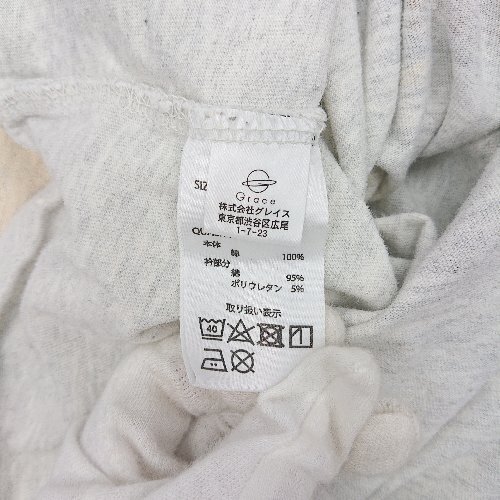 Grace
株式会社グレイス
東京都渋谷区広尾
1-7-23
本体
綿 100%
衿部分
綿 95%
ポリウレタン 5%
取り扱い表示
40